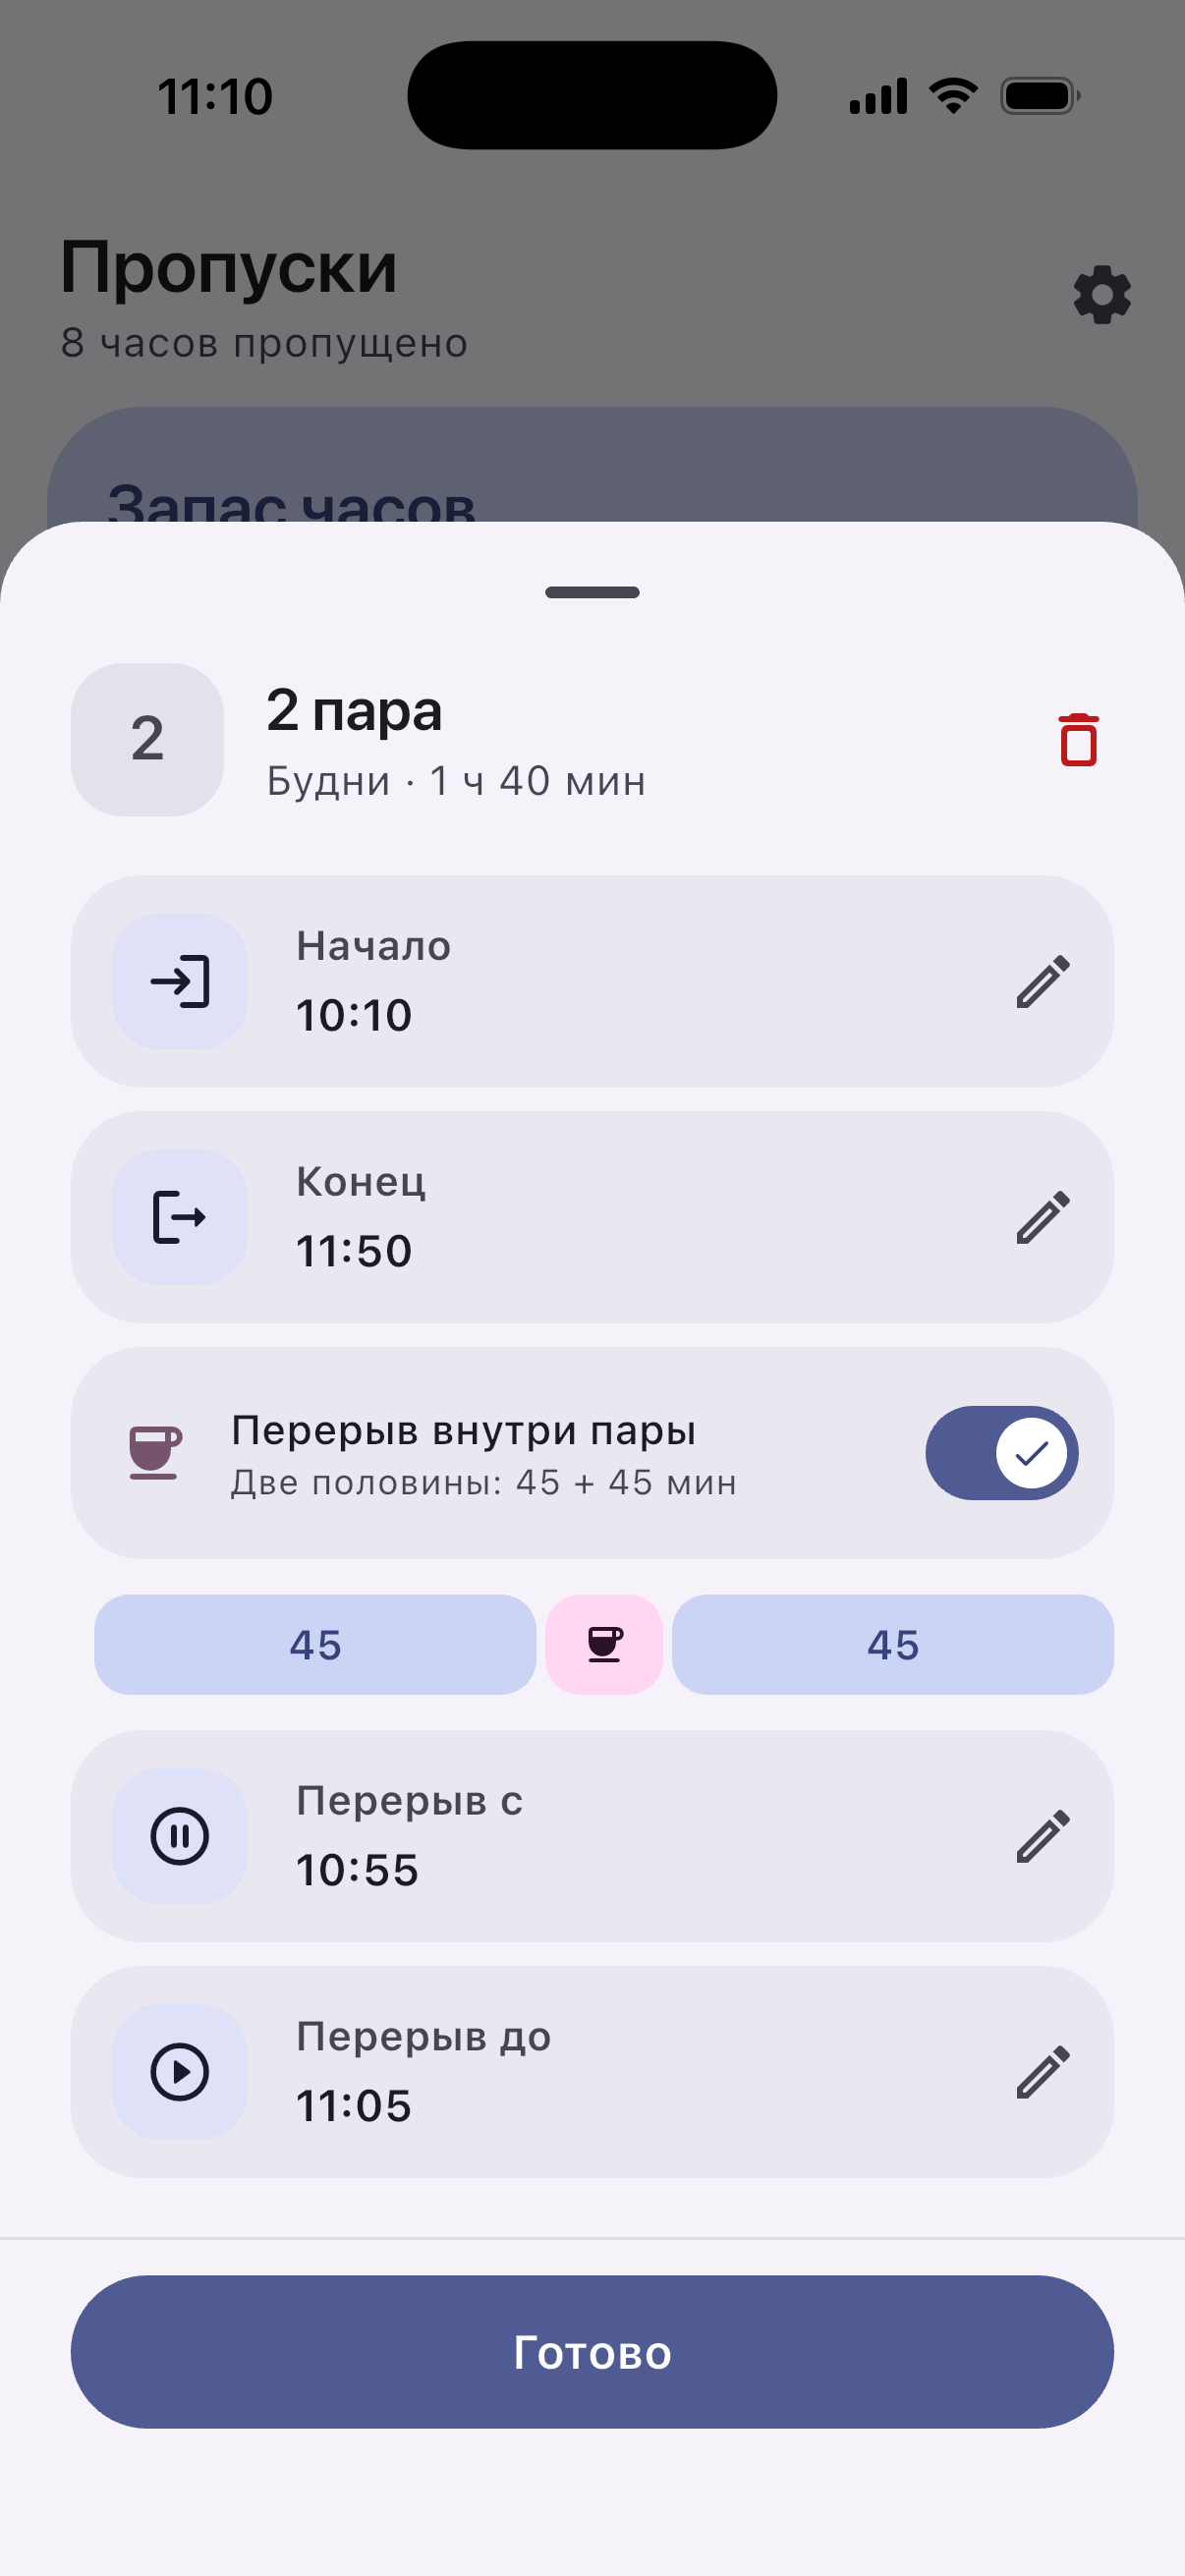 11:10
Пропуски
8 часов пропущено
Запас часов
2
2 пара
Будни · 1 ч 40 мин
Начало
10:10
Конец
11:50
Перерыв внутри пары
Две половины: 45 + 45 мин
45
45
Перерыв с
10:55
Перерыв до
11:05
Готово